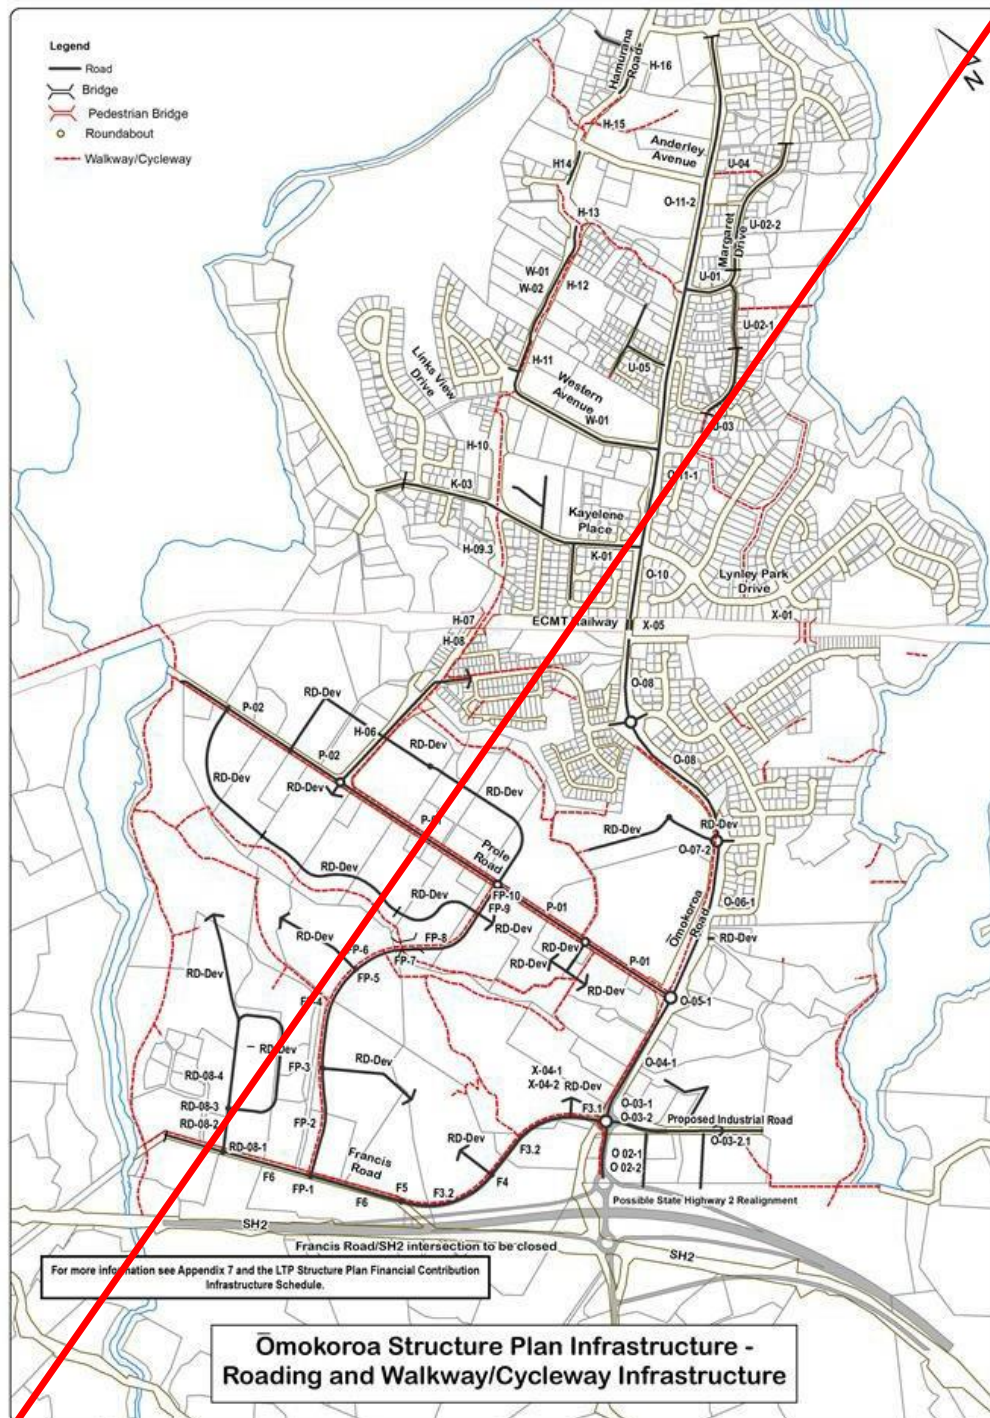 Legend
Road
Bridge
Pedestrian Bridge
Roundabout
Walkway/Cycleway
N
Hamurana
Road
H-16
H-15
Anderley
Avenue
H14
U-04
O-11-2
H-13
Margaret
Drive
U-02-2
W-01
W-02
H-12
U-01
U-02-1
Links View
Drive
H-11
U-05
Western
Avenue
W-01
U-03
H-10
O-11-1
K-03
Kayelene
Place
H-09.3
K-01
O-10
Lynley Park
Drive
X-01
H-07
ECMT Railway
X-05
H-08
RD-Dev
O-08
P-02
H-06
P-02
RD-Dev
O-08
RD-Dev
RD-Dev
RD-Dev
RD-Dev
RD-Dev
P-01
Prole
Road
O-07-2
RD-Dev
RD-Dev
FP-10
FP-9
P-01
O-06-1
RD-Dev
Ōmokoroa
Road
RD-Dev
FP-8
RD-Dev
RD-Dev
P-6
FP-7
P-01
RD-Dev
RD-Dev
FP-5
RD-Dev
FP-4
O-05-1
RD-Dev
O-04-1
RD-08-4
FP-3
RD-Dev
X-04-1
X-04-2
RD-Dev
RD-08-3
F3.1
O-03-1
O-03-2
Proposed Industrial Road
RD-08-2
FP-2
O-03-2.1
RD-08-1
Francis
Road
RD-Dev
F3.2
O 02-1
O 02-2
F6
FP-1
F4
F6
F5
F3.2
Possible State Highway 2 Realignment
SH2
Francis Road/SH2 intersection to be closed
SH2
For more information see Appendix 7 and the LTP Structure Plan Financial Contribution
Infrastructure Schedule.
Ōmokoroa Structure Plan Infrastructure -
Roading and Walkway/Cycleway Infrastructure